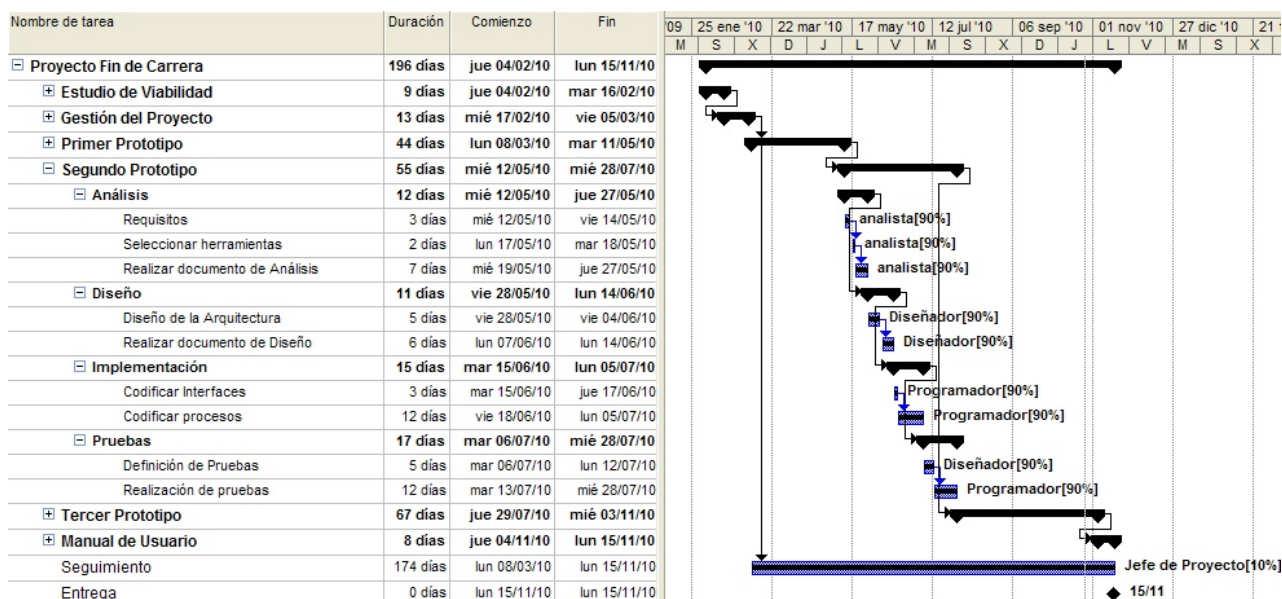 Nombre de tarea Duración Comienzo Fin '09 25 ene '10 22 mar '10 17 may '10 12 jul '10 06 sep '10 01 nov '10 27 dic '10 21
M S X D J L V M S X D J L V M S X
Proyecto Fin de Carrera 196 días jue 04/02/10 lun 15/11/10
Estudio de Viabilidad 9 días jue 04/02/10 mar 16/02/10
Gestión del Proyecto 13 días mié 17/02/10 vie 05/03/10
Primer Prototipo 44 días lun 08/03/10 mar 11/05/10
Segundo Prototipo 55 días mié 12/05/10 mié 28/07/10
Análisis 12 días mié 12/05/10 jue 27/05/10
Requisitos 3 días mié 12/05/10 vie 14/05/10 analista[90%]
Seleccionar herramientas 2 días lun 17/05/10 mar 18/05/10 analista[90%]
Realizar documento de Análisis 7 días mié 19/05/10 jue 27/05/10 analista[90%]
Diseño 11 días vie 28/05/10 lun 14/06/10
Diseño de la Arquitectura 5 días vie 28/05/10 vie 04/06/10 Diseñador[90%]
Realizar documento de Diseño 6 días lun 07/06/10 lun 14/06/10 Diseñador[90%]
Implementación 15 días mar 15/06/10 lun 05/07/10
Codificar Interfaces 3 días mar 15/06/10 jue 17/06/10 Programador[90%]
Codificar procesos 12 días vie 18/06/10 lun 05/07/10 Programador[90%]
Pruebas 17 días mar 06/07/10 mié 28/07/10
Definición de Pruebas 5 días mar 06/07/10 lun 12/07/10 Diseñador[90%]
Realización de pruebas 12 días mar 13/07/10 mié 28/07/10 Programador[90%]
Tercer Prototipo 67 días jue 29/07/10 mié 03/11/10
Manual de Usuario 8 días jue 04/11/10 lun 15/11/10
Seguimiento 174 días lun 08/03/10 lun 15/11/10 Jefe de Proyecto[10%]
Entrega 0 días lun 15/11/10 lun 15/11/10 15/11